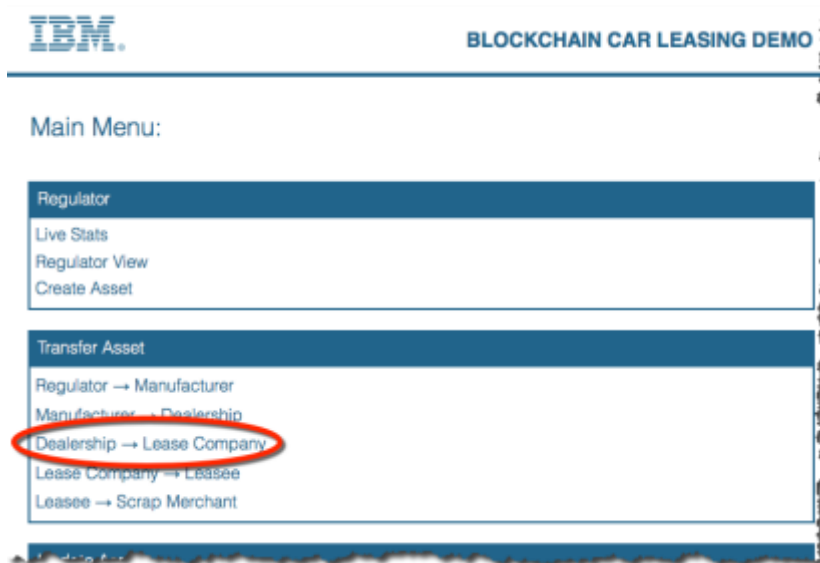 IBM.
BLOCKCHAIN CAR LEASING DEMO
Main Menu:
Regulator
Live Stats
Regulator View
Create Asset
Transfer Asset
Regulator → Manufacturer
Manufacturer → Dealership
Dealership → Lease Company
Lease Company → Leasee
Leasee → Scrap Merchant